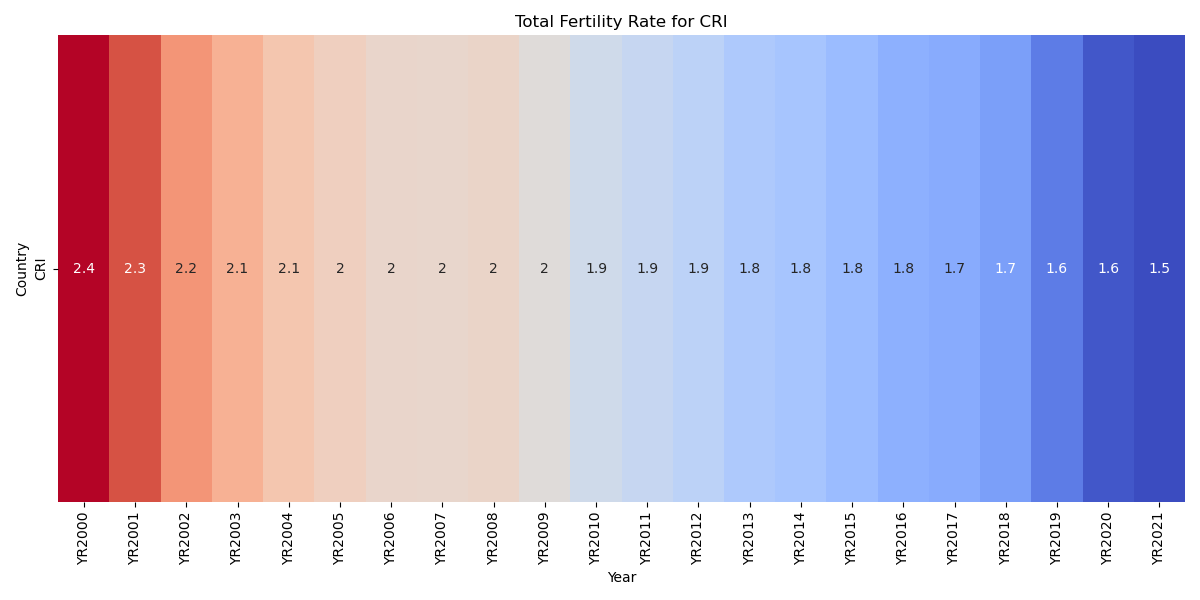 Total Fertility Rate for CRI
Country
CRI
2.4 2.3 2.2 2.1 2.1 2 2 2 2 2 1.9 1.9 1.9 1.8 1.8 1.8 1.8 1.7 1.7 1.6 1.6 1.5
YR2000 YR2001 YR2002 YR2003 YR2004 YR2005 YR2006 YR2007 YR2008 YR2009 YR2010 YR2011 YR2012 YR2013 YR2014 YR2015 YR2016 YR2017 YR2018 YR2019 YR2020 YR2021
Year